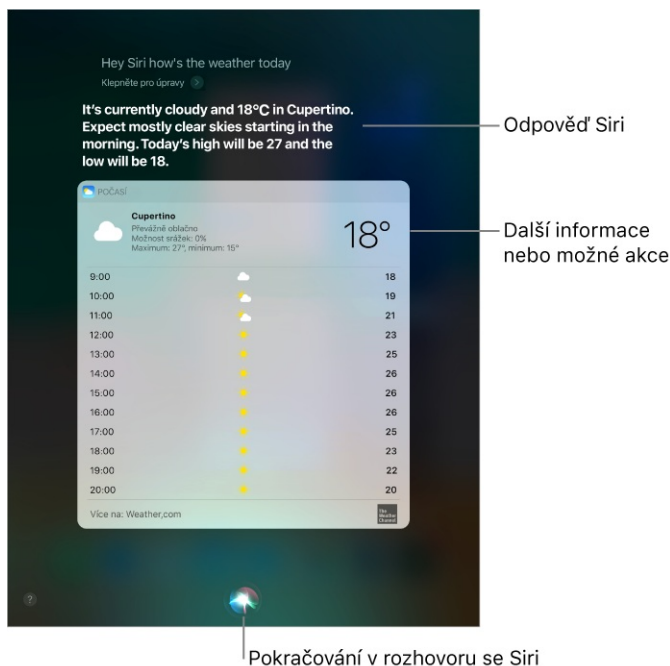 Hey Siri how's the weather today
Klepněte pro úpravy
It's currently cloudy and 18°C in Cupertino.
Expect mostly clear skies starting in the
morning. Today's high will be 27 and the
low will be 18.
Odpověď Siri
POČASÍ
Cupertino
Převážně oblačno
Možnost srážek: 0%
Maximum: 27°, minimum: 15°
18°
Další informace
nebo možné akce
9:00 18
10:00 19
11:00 21
12:00 23
13:00 25
14:00 26
15:00 26
16:00 26
17:00 25
18:00 23
19:00 22
20:00 20
Více na: Weather,com
The
Weather
Channel
?
Pokračování v rozhovoru se Siri